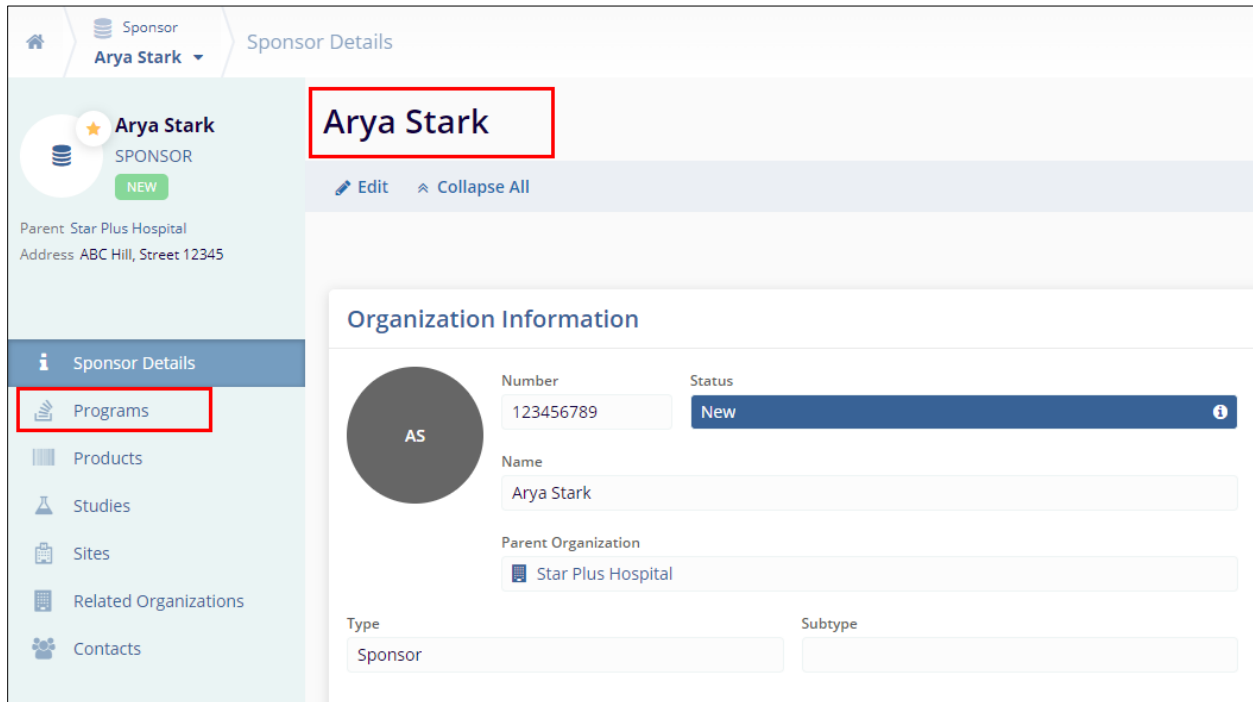 Sponsor
Arya Stark
Sponsor Details
Arya Stark
SPONSOR
NEW
Parent Star Plus Hospital
Address ABC Hill, Street 12345
Sponsor Details
Programs
Products
Studies
Sites
Related Organizations
Contacts
Arya Stark
Edit Collapse All
Organization Information
AS
Number Status
123456789 New
Name
Arya Stark
Parent Organization
Star Plus Hospital
Type Subtype
Sponsor